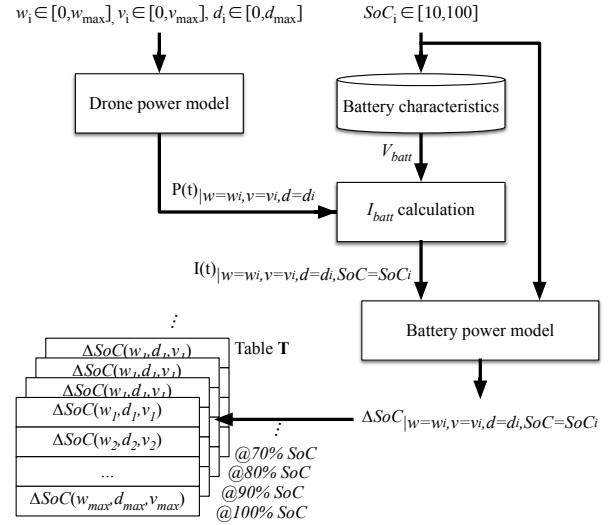 w_i ∈ [0,w_max], v_i ∈ [0,v_max], d_i ∈ [0,d_max]
SoC_i ∈ [10,100]
Drone power model
Battery characteristics
V_batt
P(t)|w=w_i,v=v_i,d=d_i
I_batt calculation
I(t)|w=w_i,v=v_i,d=d_i,SoC=SoC_i
Battery power model
⋮
Table T
ΔSoC(w_1,d_1,v_1)
ΔSoC(w_1,d_1,v_1)
ΔSoC(w_1,d_1,v_1)
ΔSoC(w_1,d_1,v_1)
ΔSoC(w_2,d_2,v_2)
...
ΔSoC(w_max,d_max,v_max)
ΔSoC|w=w_i,v=v_i,d=d_i,SoC=SoC_i
⋮
@70% SoC
@80% SoC
@90% SoC
@100% SoC